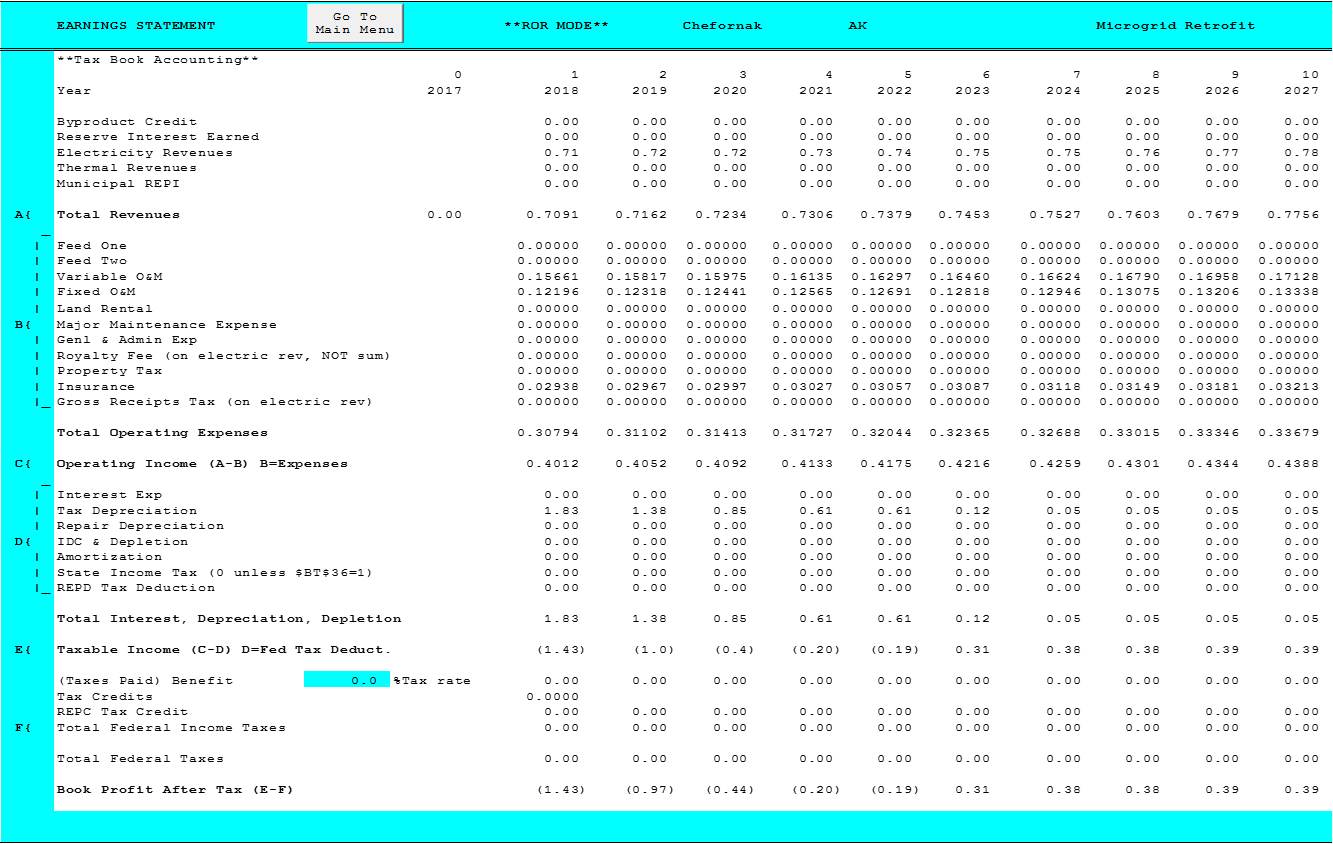 EARNINGS STATEMENT Go To Main Menu **ROR MODE** Chefornak AK Microgrid Retrofit
**Tax Book Accounting**
0 1 2 3 4 5 6 7 8 9 10
Year 2017 2018 2019 2020 2021 2022 2023 2024 2025 2026 2027
Byproduct Credit 0.00 0.00 0.00 0.00 0.00 0.00 0.00 0.00 0.00 0.00
Reserve Interest Earned 0.00 0.00 0.00 0.00 0.00 0.00 0.00 0.00 0.00 0.00
Electricity Revenues 0.71 0.72 0.72 0.73 0.74 0.75 0.75 0.76 0.77 0.78
Thermal Revenues 0.00 0.00 0.00 0.00 0.00 0.00 0.00 0.00 0.00 0.00
Municipal REPI 0.00 0.00 0.00 0.00 0.00 0.00 0.00 0.00 0.00 0.00
A{ Total Revenues 0.00 0.7091 0.7162 0.7234 0.7306 0.7379 0.7453 0.7527 0.7603 0.7679 0.7756
Feed One 0.00000 0.00000 0.00000 0.00000 0.00000 0.00000 0.00000 0.00000 0.00000 0.00000
Feed Two 0.00000 0.00000 0.00000 0.00000 0.00000 0.00000 0.00000 0.00000 0.00000 0.00000
Variable O&M 0.15661 0.15817 0.15975 0.16135 0.16297 0.16460 0.16624 0.16790 0.16958 0.17128
Fixed O&M 0.12196 0.12318 0.12441 0.12565 0.12691 0.12818 0.12946 0.13075 0.13206 0.13338
Land Rental 0.00000 0.00000 0.00000 0.00000 0.00000 0.00000 0.00000 0.00000 0.00000 0.00000
B{ Major Maintenance Expense 0.00000 0.00000 0.00000 0.00000 0.00000 0.00000 0.00000 0.00000 0.00000 0.00000
Genl & Admin Exp 0.00000 0.00000 0.00000 0.00000 0.00000 0.00000 0.00000 0.00000 0.00000 0.00000
Royalty Fee (on electric rev, NOT sum) 0.00000 0.00000 0.00000 0.00000 0.00000 0.00000 0.00000 0.00000 0.00000 0.00000
Property Tax 0.00000 0.00000 0.00000 0.00000 0.00000 0.00000 0.00000 0.00000 0.00000 0.00000
Insurance 0.02938 0.02967 0.02997 0.03027 0.03057 0.03087 0.03118 0.03149 0.03181 0.03213
Gross Receipts Tax (on electric rev) 0.00000 0.00000 0.00000 0.00000 0.00000 0.00000 0.00000 0.00000 0.00000 0.00000
Total Operating Expenses 0.30794 0.31102 0.31413 0.31727 0.32044 0.32365 0.32688 0.33015 0.33346 0.33679
C{ Operating Income (A-B) B=Expenses 0.4012 0.4052 0.4092 0.4133 0.4175 0.4216 0.4259 0.4301 0.4344 0.4388
Interest Exp 0.00 0.00 0.00 0.00 0.00 0.00 0.00 0.00 0.00 0.00
Tax Depreciation 1.83 1.38 0.85 0.61 0.61 0.12 0.05 0.05 0.05 0.05
Repair Depreciation 0.00 0.00 0.00 0.00 0.00 0.00 0.00 0.00 0.00 0.00
D{ IDC & Depletion 0.00 0.00 0.00 0.00 0.00 0.00 0.00 0.00 0.00 0.00
Amortization 0.00 0.00 0.00 0.00 0.00 0.00 0.00 0.00 0.00 0.00
State Income Tax (0 unless $BT$36=1) 0.00 0.00 0.00 0.00 0.00 0.00 0.00 0.00 0.00 0.00
REPD Tax Deduction 0.00 0.00 0.00 0.00 0.00 0.00 0.00 0.00 0.00 0.00
Total Interest, Depreciation, Depletion 1.83 1.38 0.85 0.61 0.61 0.12 0.05 0.05 0.05 0.05
E{ Taxable Income (C-D) D=Fed Tax Deduct. (1.43) (1.0) (0.4) (0.20) (0.19) 0.31 0.38 0.38 0.39 0.39
(Taxes Paid) Benefit 0.0 %Tax rate 0.00 0.00 0.00 0.00 0.00 0.00 0.00 0.00 0.00 0.00
Tax Credits 0.0000
REPC Tax Credit 0.00 0.00 0.00 0.00 0.00 0.00 0.00 0.00 0.00 0.00
F{ Total Federal Income Taxes 0.00 0.00 0.00 0.00 0.00 0.00 0.00 0.00 0.00 0.00
Total Federal Taxes 0.00 0.00 0.00 0.00 0.00 0.00 0.00 0.00 0.00 0.00
Book Profit After Tax (E-F) (1.43) (0.97) (0.44) (0.20) (0.19) 0.31 0.38 0.38 0.39 0.39